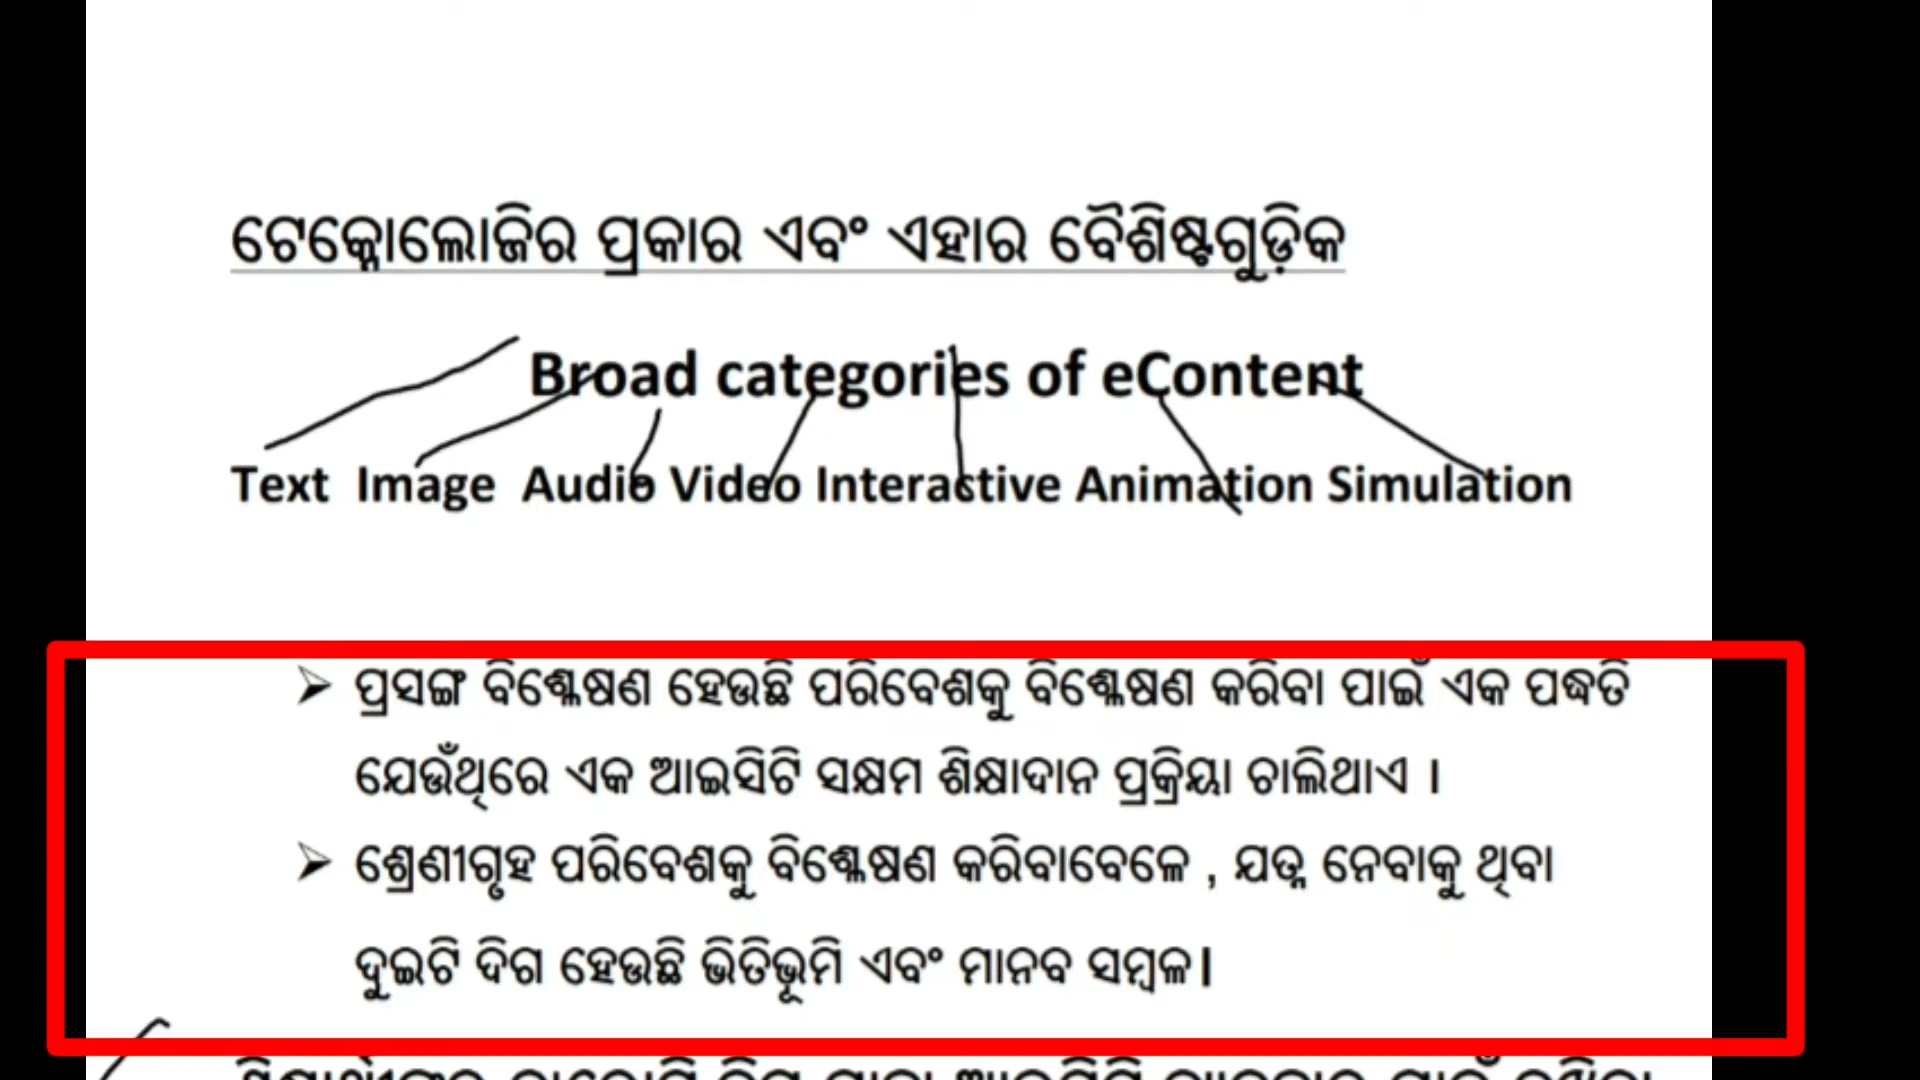 ଟେକ୍ନୋଲୋଜିର ପ୍ରକାର ଏବଂ ଏହାର ବୈଶିଷ୍ଟଗୁଡ଼ିକ
Broad categories of eContent
Text Image Audio Video Interactive Animation Simulation
➢ ପ୍ରସଙ୍ଗ ବିଶ୍ଳେଷଣ ହେଉଛି ପରିବେଶକୁ ବିଶ୍ଳେଷଣ କରିବା ପାଇଁ ଏକ ପଦ୍ଧତି
ଯେଉଁଥିରେ ଏକ ଆଇସିଟି ସକ୍ଷମ ଶିକ୍ଷାଦାନ ପ୍ରକ୍ରିୟା ଚାଲିଥାଏ ।
➢ ଶ୍ରେଣୀଗୃହ ପରିବେଶକୁ ବିଶ୍ଳେଷଣ କରିବାବେଳେ , ଯତ୍ନ ନେବାକୁ ଥିବା
ଦୁଇଟି ଦିଗ ହେଉଛି ଭିତିଭୂମି ଏବଂ ମାନବ ସମ୍ବଳ।